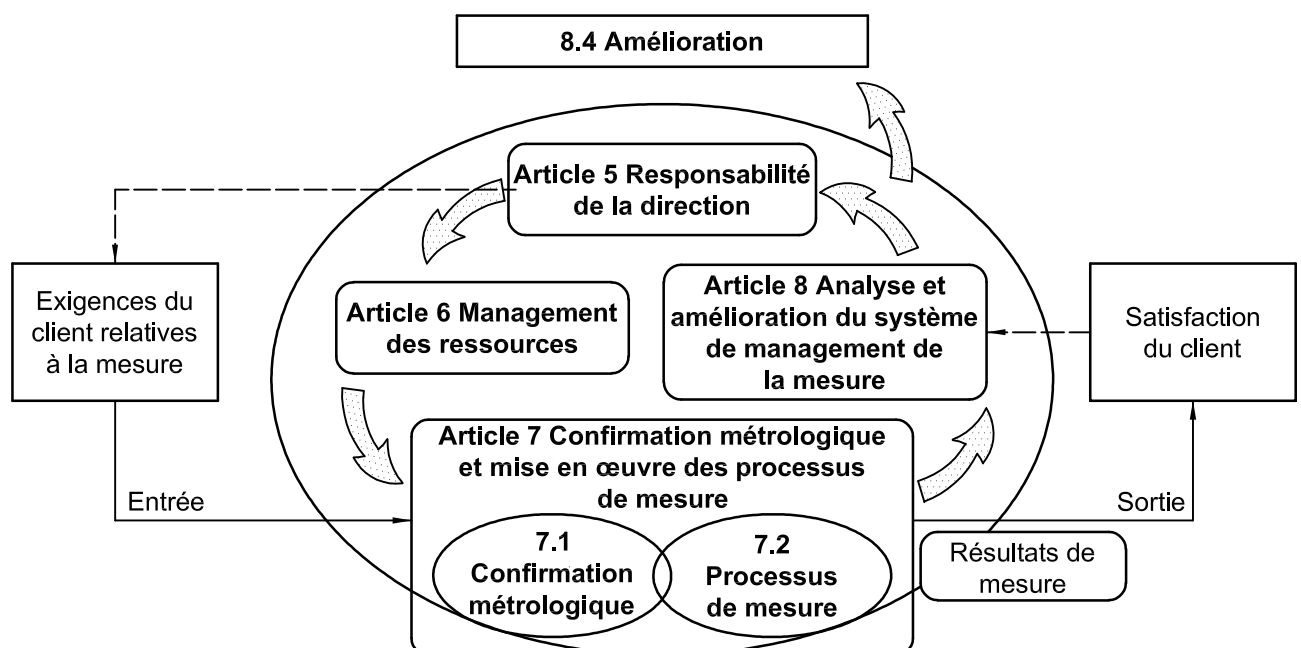 8.4 Amélioration
Article 5 Responsabilité
de la direction
Exigences du
client relatives
à la mesure
Article 6 Management
des ressources
Article 8 Analyse et
amélioration du système
de management de
la mesure
Satisfaction
du client
Article 7 Confirmation métrologique
et mise en œuvre des processus
de mesure
Entrée
Sortie
7.1
Confirmation
métrologique
7.2
Processus
de mesure
Résultats de
mesure